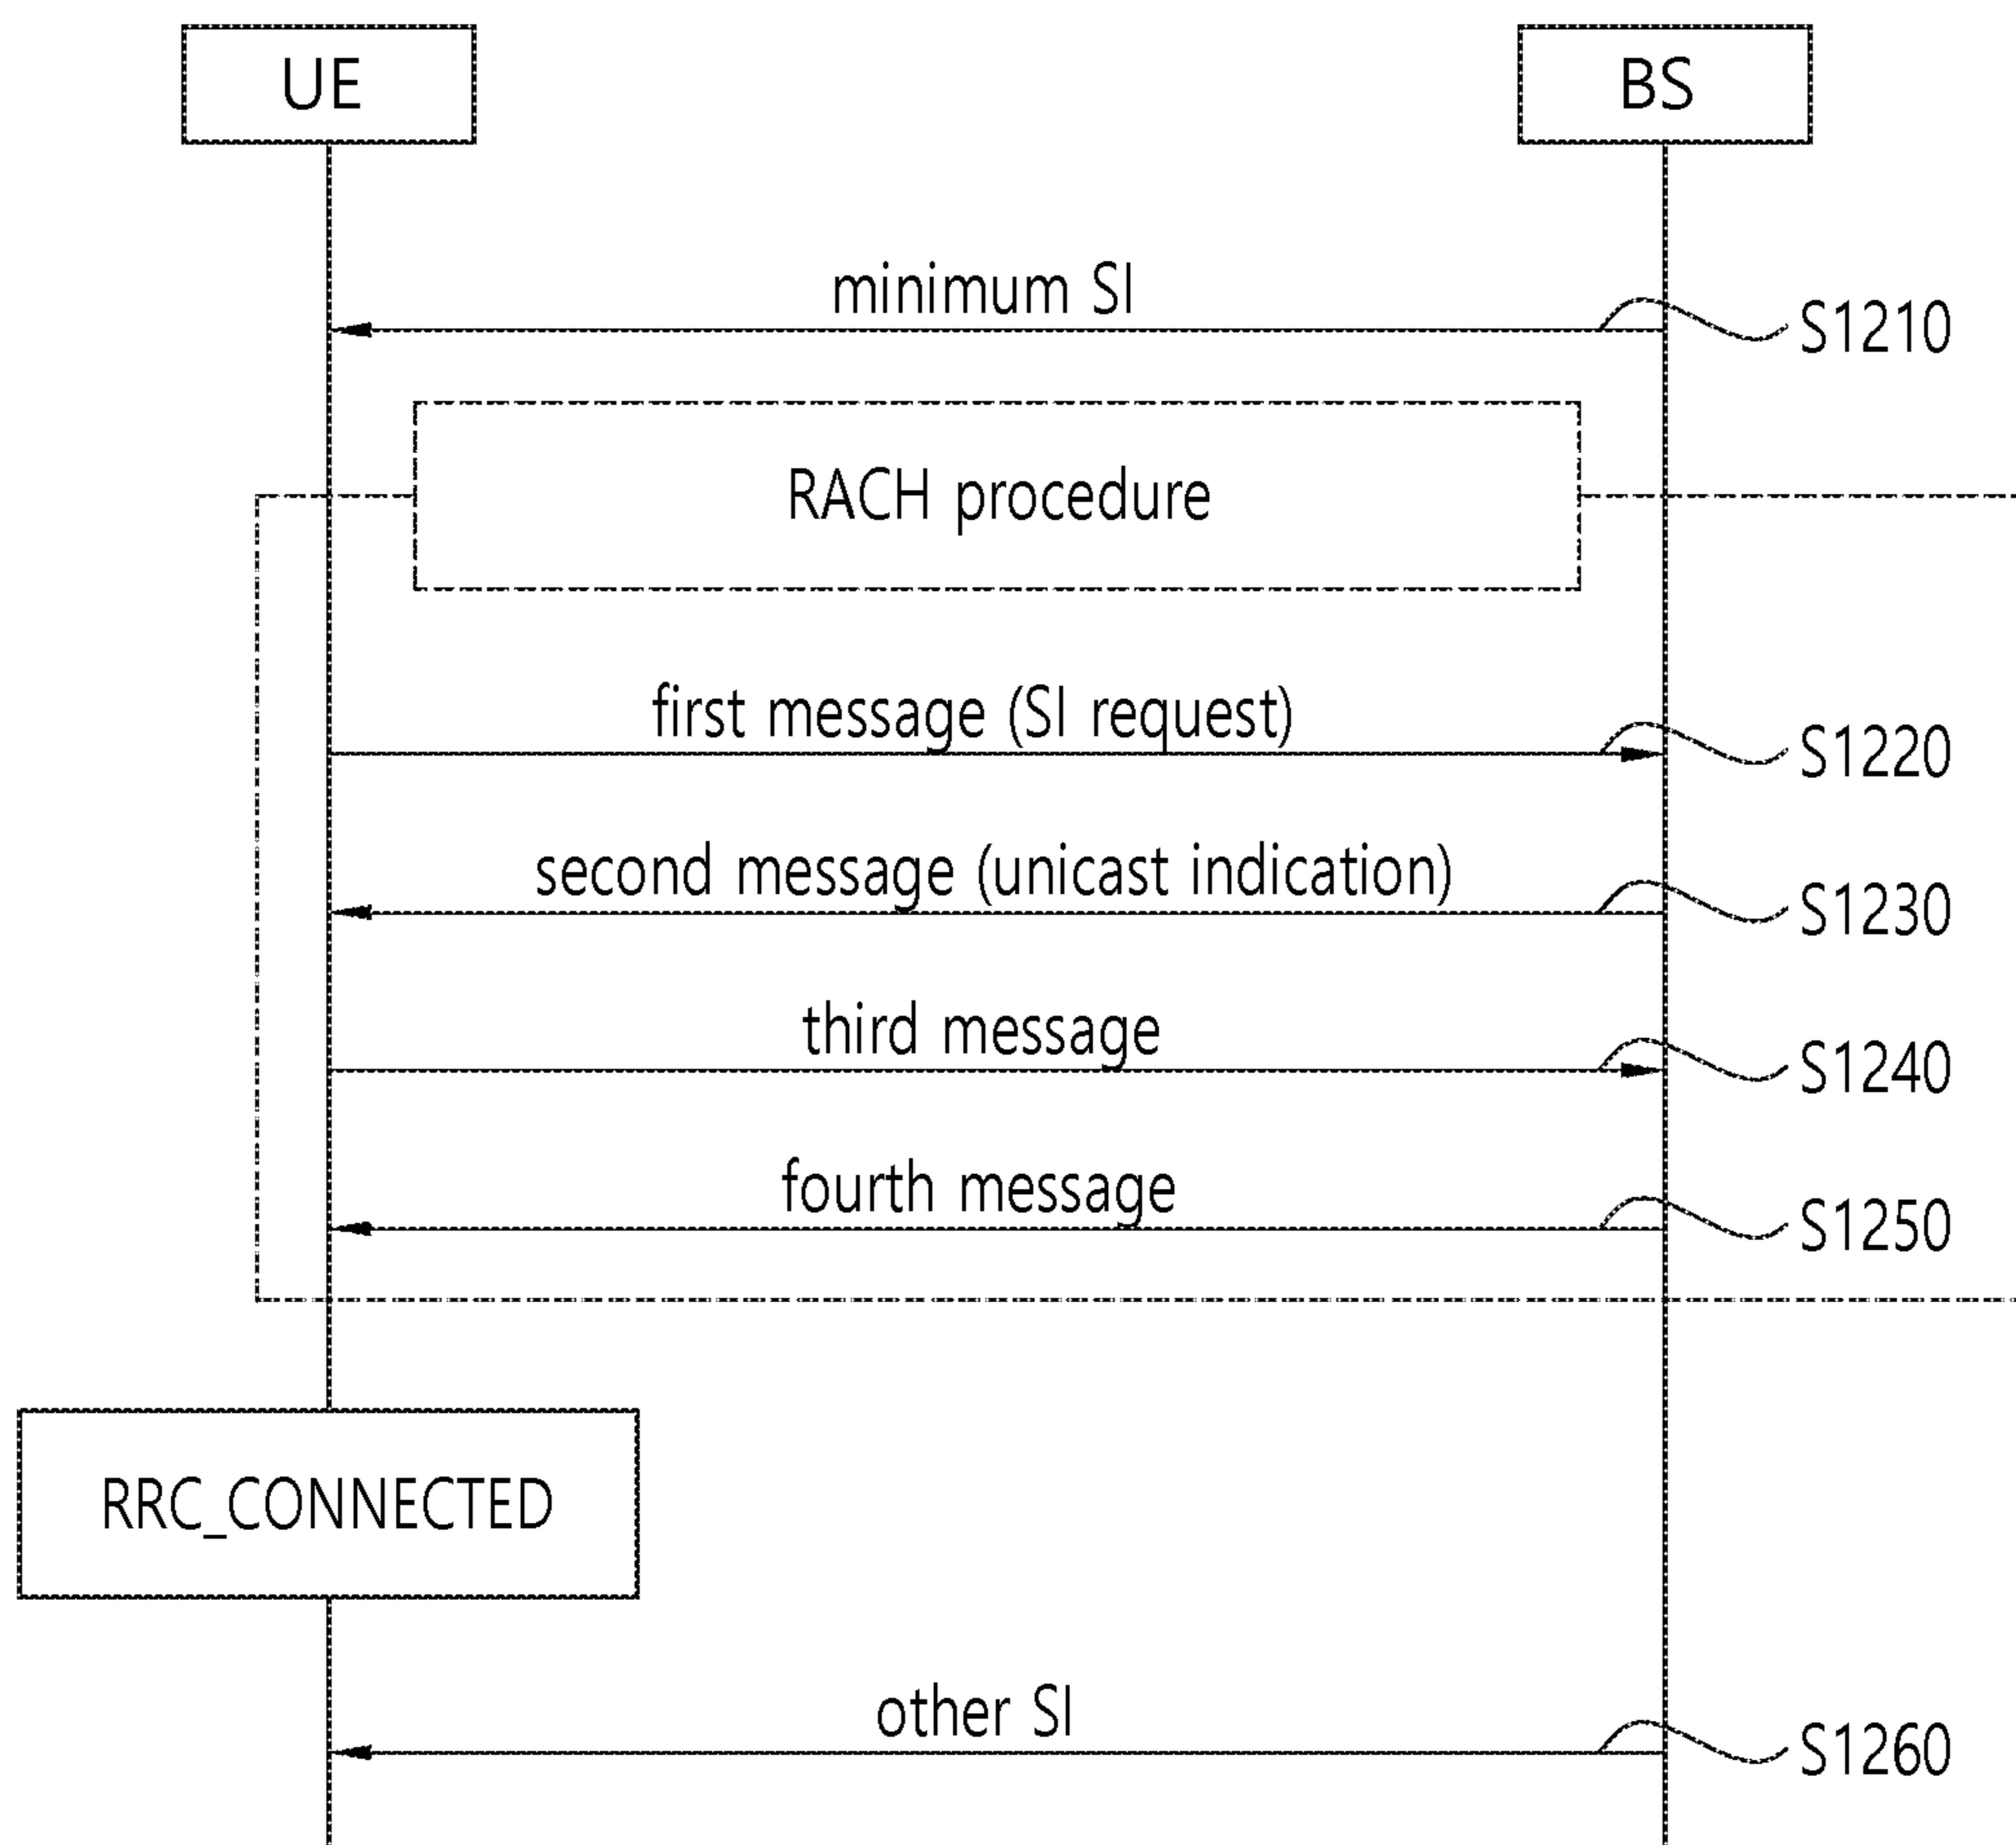 UE
BS
minimum SI
S1210
RACH procedure
first message (SI request)
S1220
second message (unicast indication)
S1230
third message
S1240
fourth message
S1250
RRC_CONNECTED
other SI
S1260